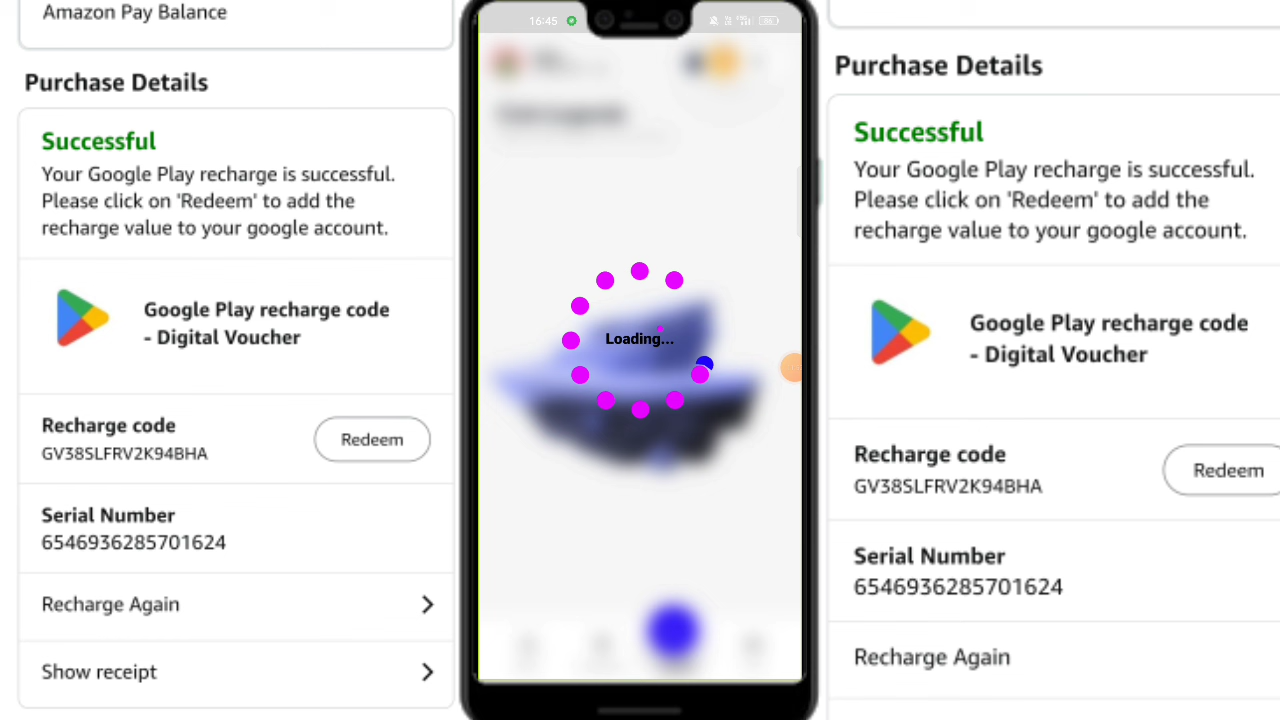 Amazon Pay Balance
Purchase Details
Successful
Your Google Play recharge is successful.
Please click on 'Redeem' to add the
recharge value to your google account.
Google Play recharge code
- Digital Voucher
Recharge code
GV38SLFRV2K94BHA
Redeem
Serial Number
6546936285701624
Recharge Again
Show receipt
16:45
Loading...
Purchase Details
Successful
Your Google Play recharge is successful.
Please click on 'Redeem' to add the
recharge value to your google account.
Google Play recharge code
- Digital Voucher
Recharge code
GV38SLFRV2K94BHA
Redeem
Serial Number
6546936285701624
Recharge Again